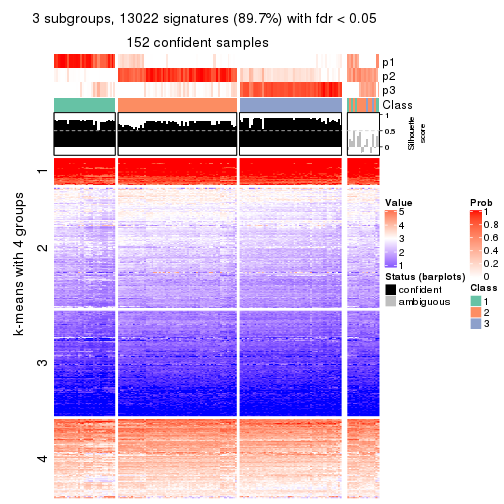 3 subgroups, 13022 signatures (89.7%) with fdr < 0.05
152 confident samples
p1
p2
p3
Class
1
0.5
0
Silhouette
score
k-means with 4 groups
1
2
3
4
Value
5
4
3
2
1
Status (barplots)
confident
ambiguous
Prob
1
0.8
0.6
0.4
0.2
0
Class
1
2
3